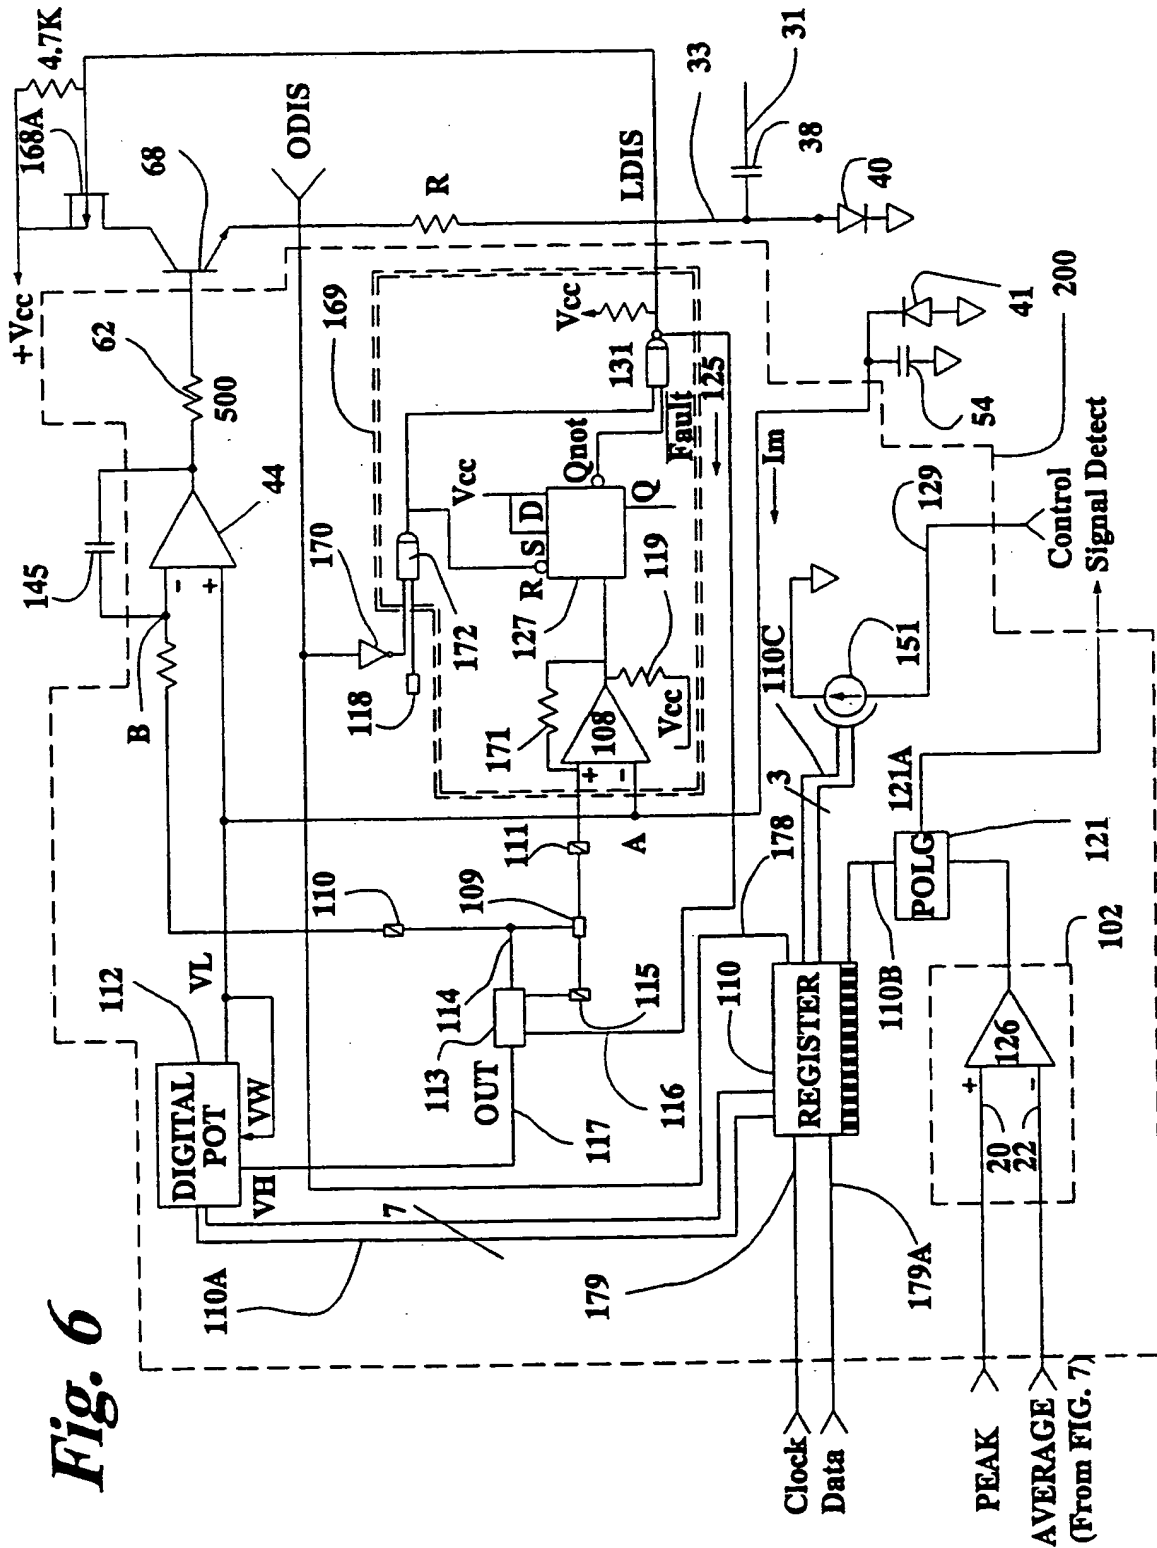 Fig. 6
+Vcc
4.7K
168A
68
62
500
145
44
B
-
+
ODIS
R
LDIS
33
31
38
40
169
170
118
172
Vcc
R
S
D
Qnot
Q
127
131
Vcc
Fault
125
171
108
+
-
119
Vcc
A
111
109
110
VL
112
DIGITAL
POT
VW
VH
114
113
OUT
115
116
117
Im
41
54
200
129
Control
Signal Detect
151
110C
3
178
110
REGISTER
110B
121A
POLG
121
102
126
+
-
20
22
7
110A
179
179A
Clock
Data
PEAK
AVERAGE
(From FIG. 7)